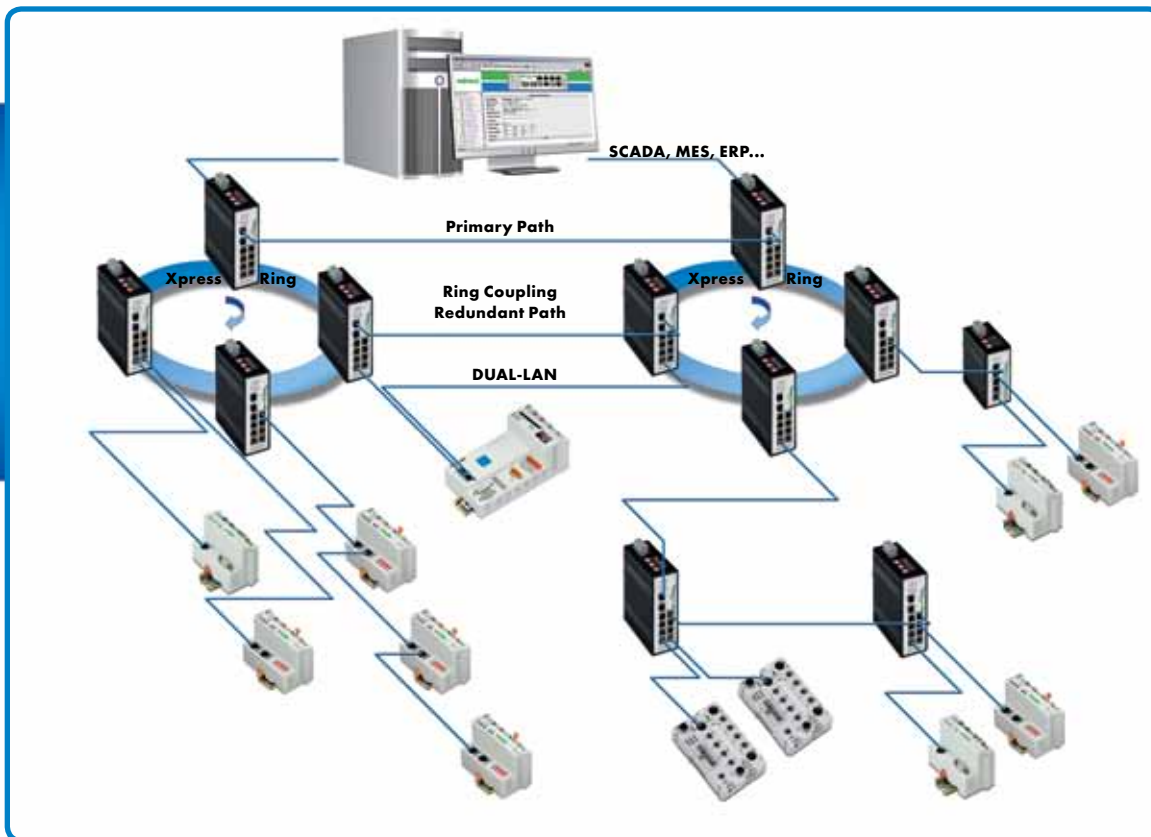 SCADA, MES, ERP...
Primary Path
Xpress Ring
Xpress Ring
Ring Coupling
Redundant Path
DUAL-LAN